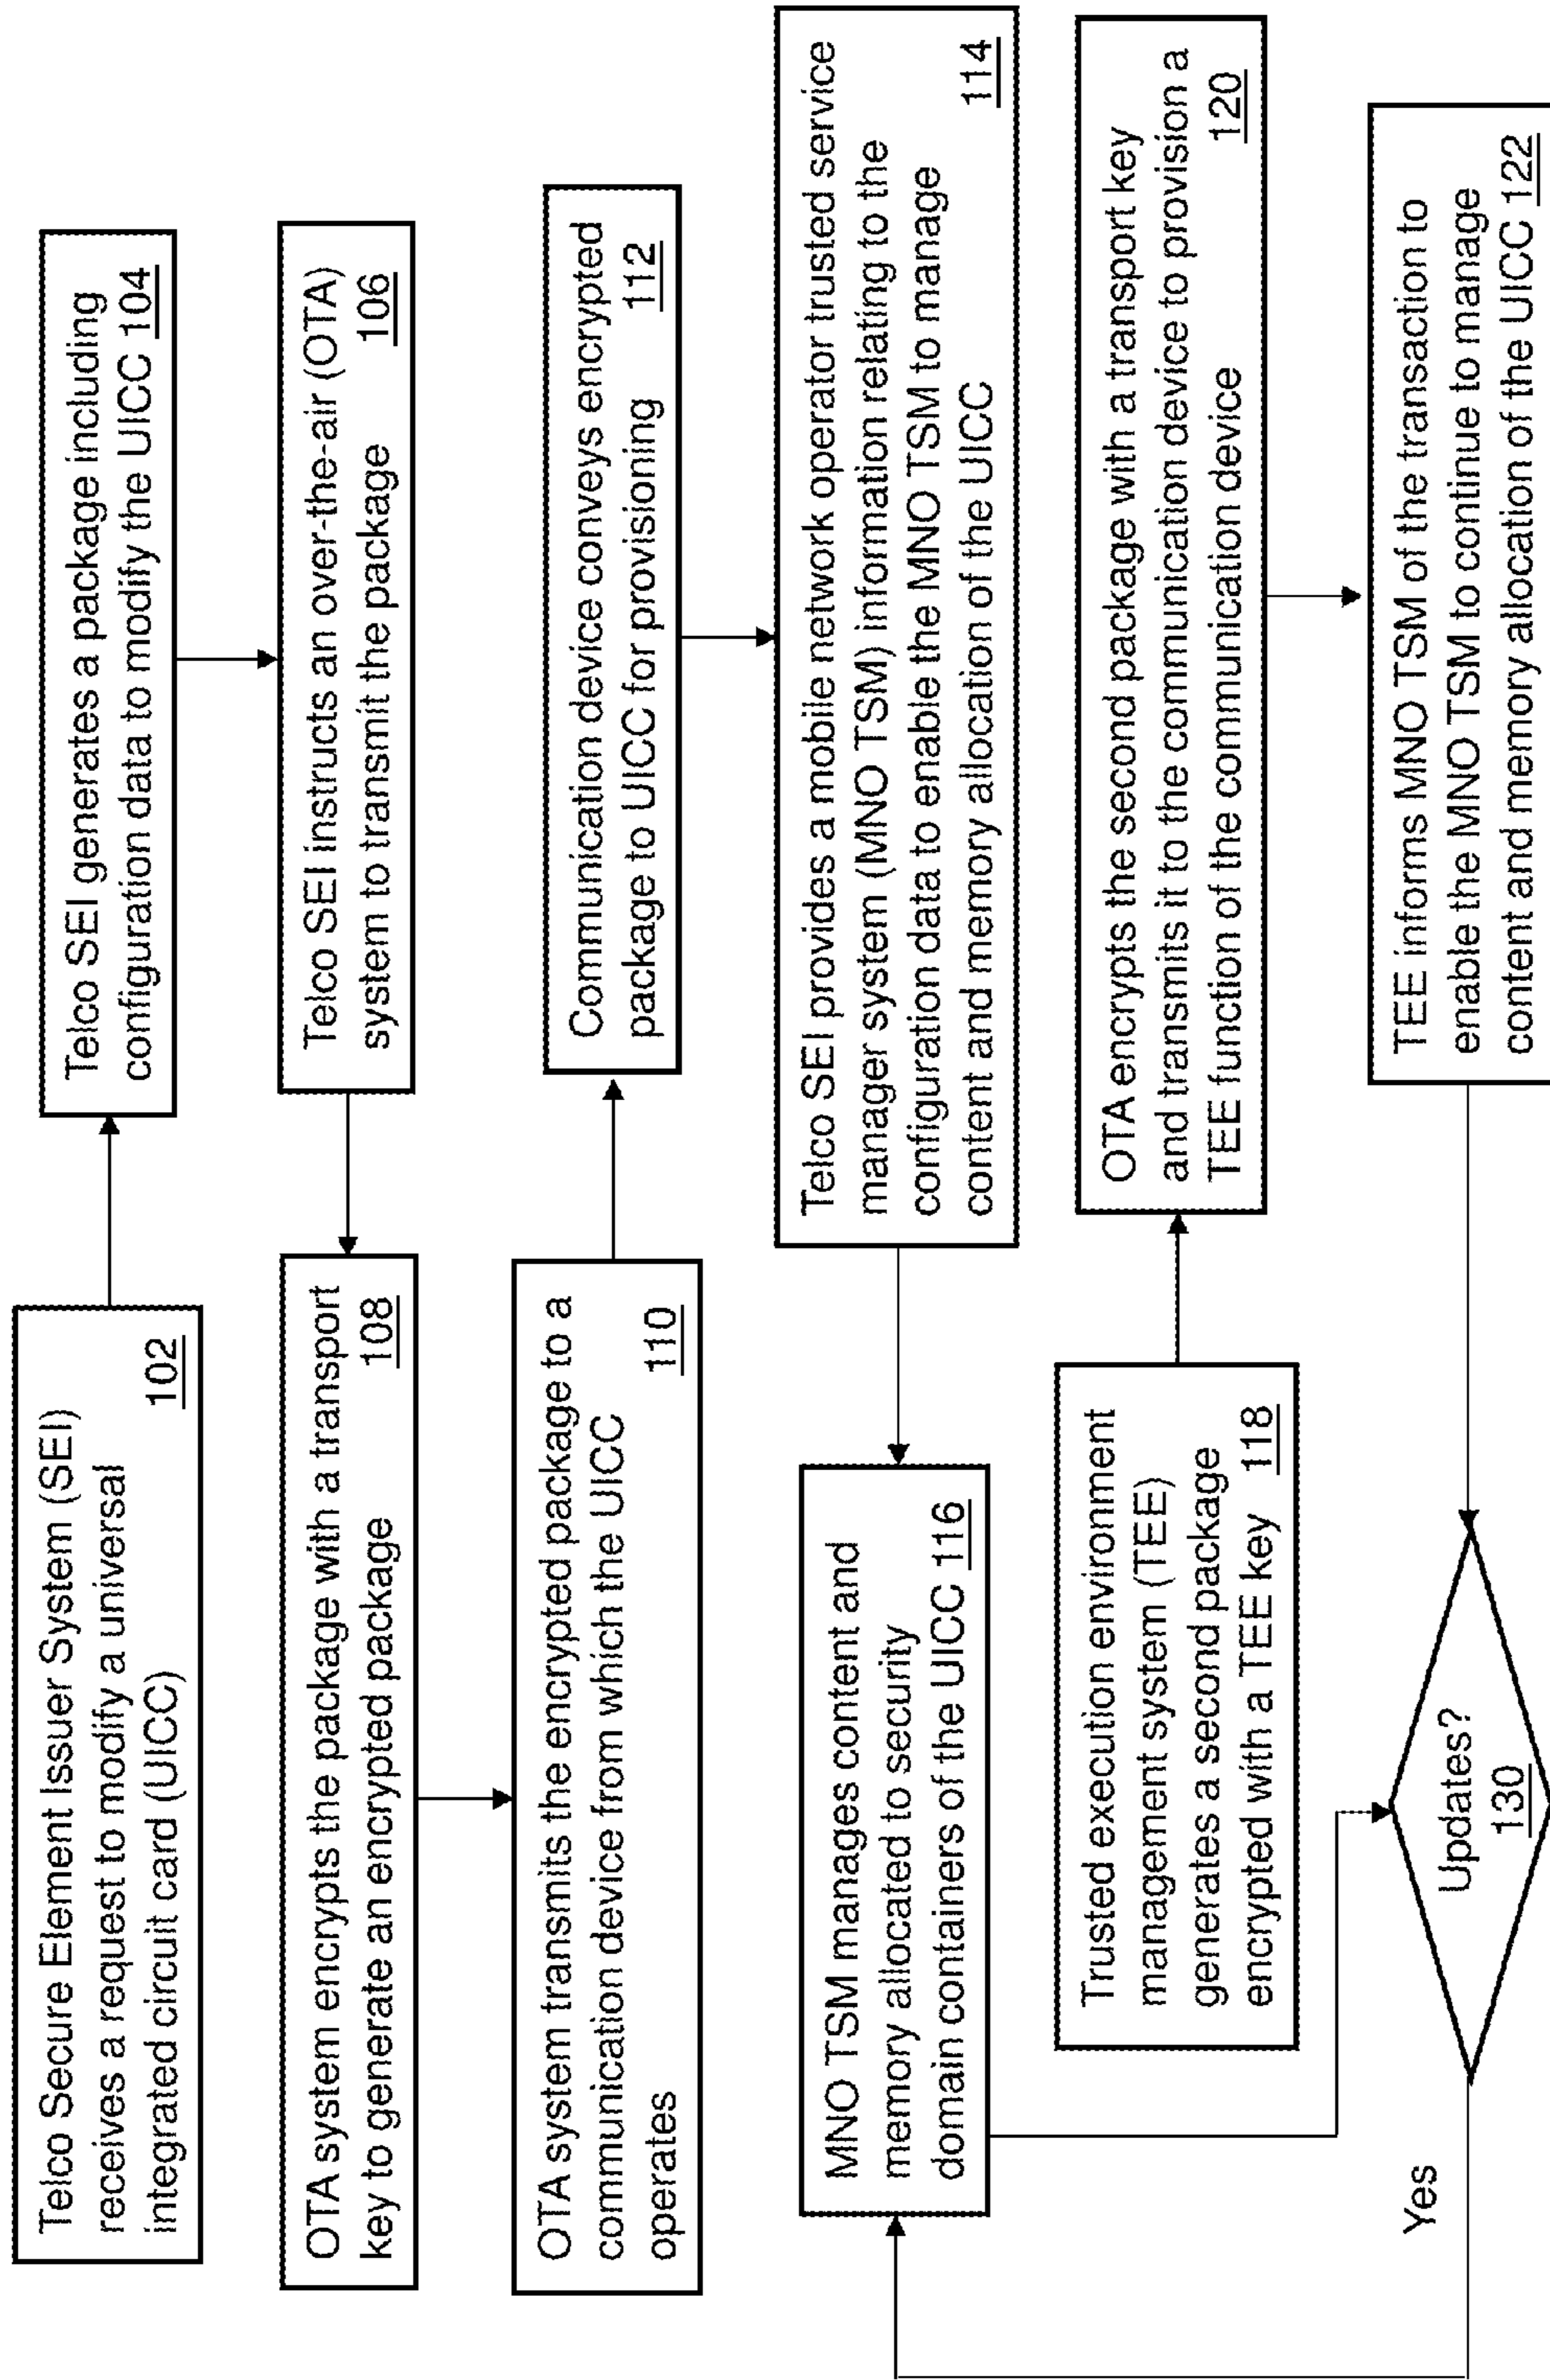 Telco Secure Element Issuer System (SEI)
receives a request to modify a universal
integrated circuit card (UICC) 102
Telco SEI generates a package including
configuration data to modify the UICC 104
Telco SEI instructs an over-the-air (OTA)
system to transmit the package 106
OTA system encrypts the package with a transport
key to generate an encrypted package 108
OTA system transmits the encrypted package to a
communication device from which the UICC
operates 110
Communication device conveys encrypted
package to UICC for provisioning 112
Telco SEI provides a mobile network operator trusted service
manager system (MNO TSM) information relating to the
configuration data to enable the MNO TSM to manage
content and memory allocation of the UICC 114
MNO TSM manages content and
memory allocated to security
domain containers of the UICC 116
Trusted execution environment
management system (TEE)
generates a second package
encrypted with a TEE key 118
OTA encrypts the second package with a transport key
and transmits it to the communication device to provision a
TEE function of the communication device 120
TEE informs MNO TSM of the transaction to
enable the MNO TSM to continue to manage
content and memory allocation of the UICC 122
Updates?
130
Yes